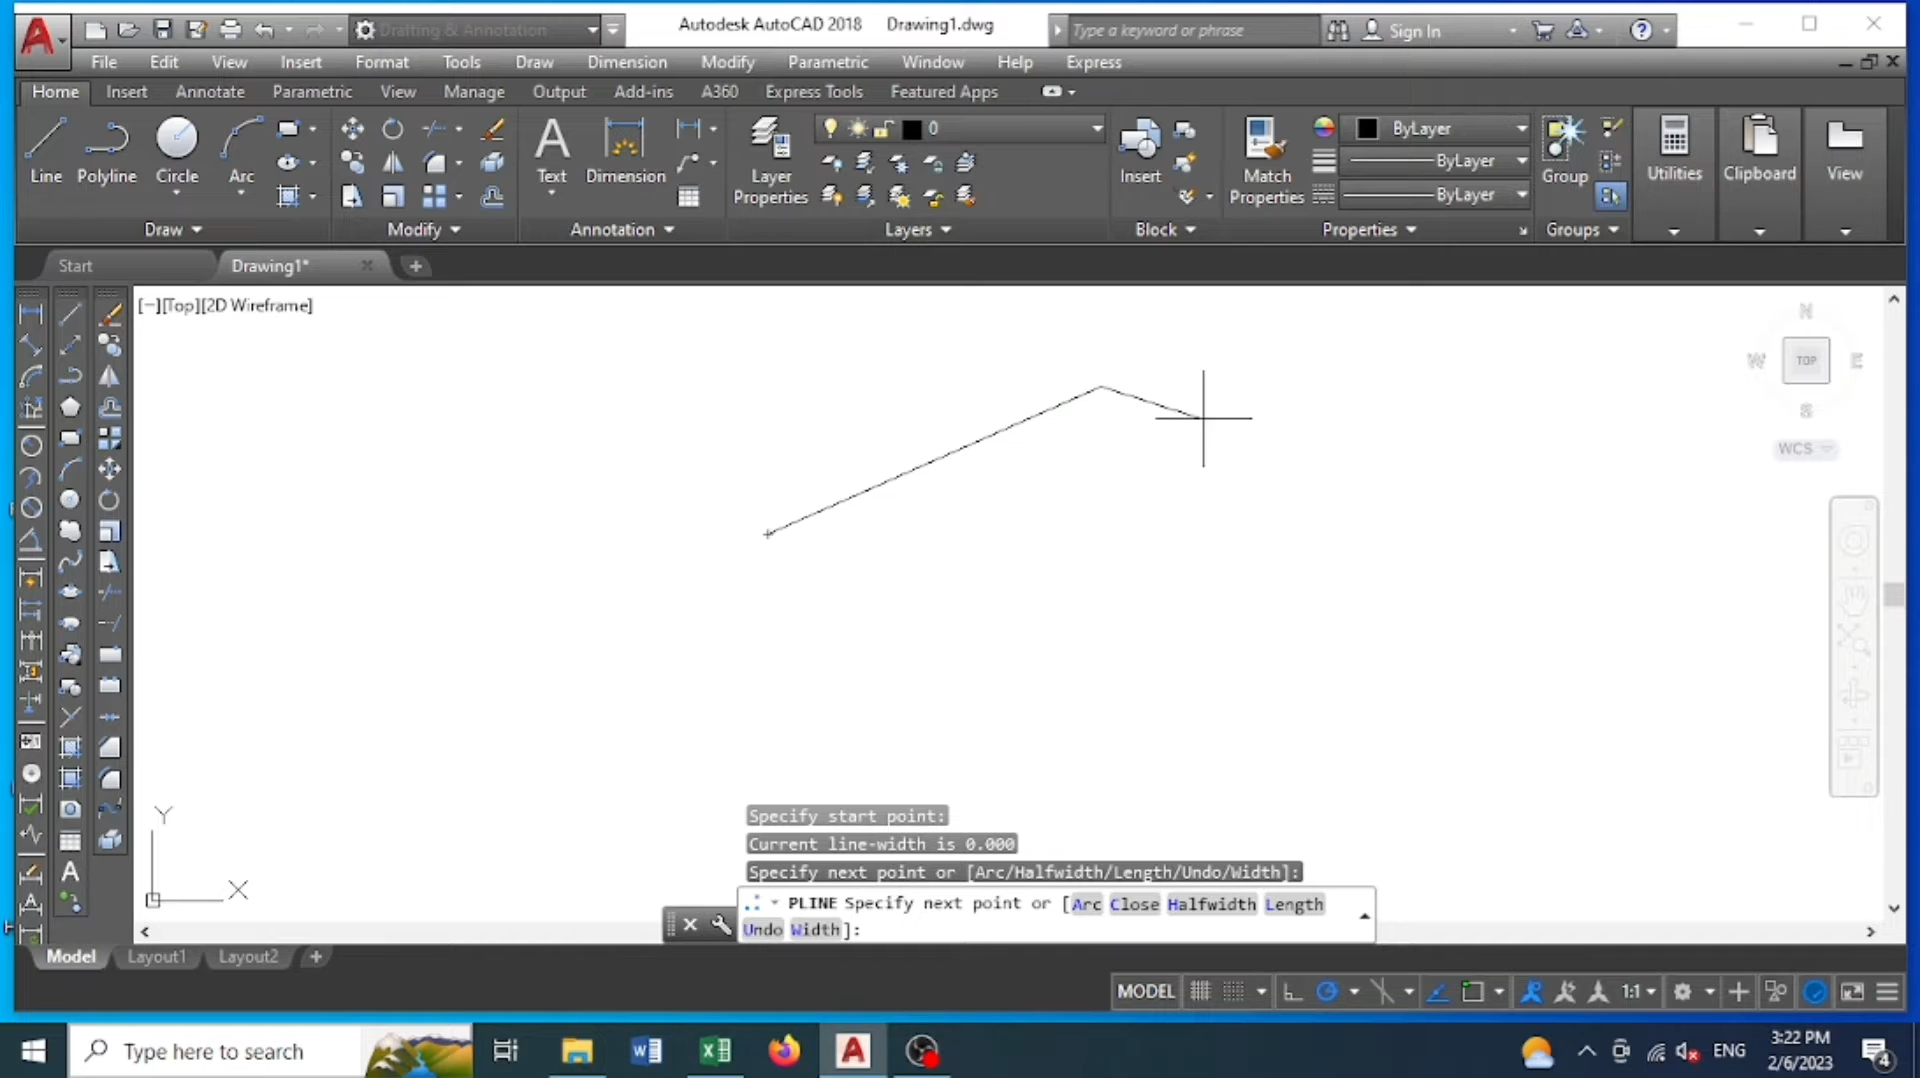 Drafting & Annotation
Autodesk AutoCAD 2018 Drawing1.dwg
Type a keyword or phrase
Sign In
File Edit View Insert Format Tools Draw Dimension Modify Parametric Window Help Express
Home Insert Annotate Parametric View Manage Output Add-ins A360 Express Tools Featured Apps
0
ByLayer
ByLayer
ByLayer
Line Polyline Circle Arc
A
Text Dimension
Layer
Properties
Insert
Match
Properties
Group
Utilities Clipboard View
Draw Modify Annotation Layers Block Properties Groups
Start Drawing1*
[−][Top][2D Wireframe]
N
W TOP E
S
WCS
Y
X
Specify start point:
Current line-width is 0.000
Specify next point or [Arc/Halfwidth/Length/Undo/Width]:
PLINE Specify next point or [Arc Close Halfwidth Length
Undo Width]:
Model Layout1 Layout2
MODEL 1:1
Type here to search
ENG
3:22 PM
2/6/2023
4